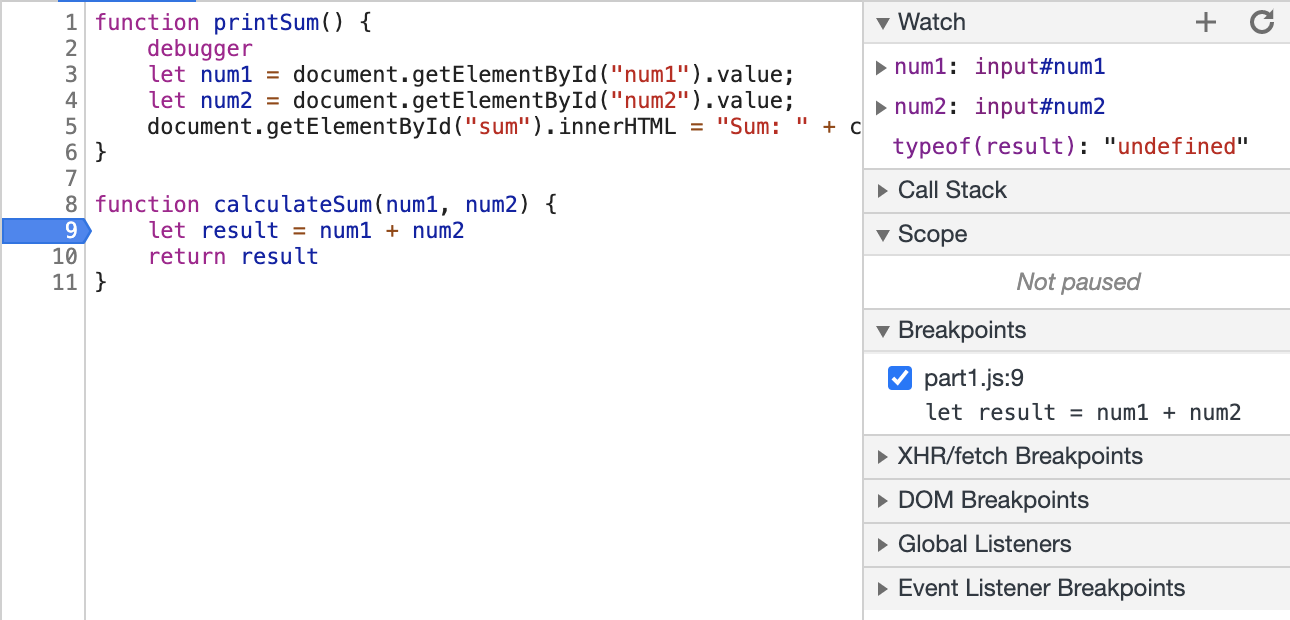 1 function printSum() {
2 debugger
3 let num1 = document.getElementById("num1").value;
4 let num2 = document.getElementById("num2").value;
5 document.getElementById("sum").innerHTML = "Sum: " + c
6 }
7
8 function calculateSum(num1, num2) {
9 let result = num1 + num2
10 return result
11 }
Watch
num1: input#num1
num2: input#num2
typeof(result): "undefined"
Call Stack
Scope
Not paused
Breakpoints
part1.js:9
let result = num1 + num2
XHR/fetch Breakpoints
DOM Breakpoints
Global Listeners
Event Listener Breakpoints